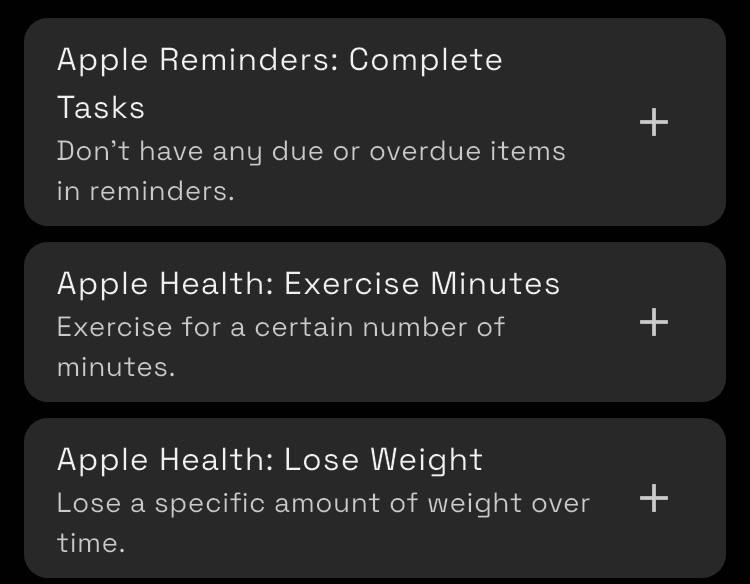 Apple Reminders: Complete
Tasks
Don't have any due or overdue items
in reminders.
Apple Health: Exercise Minutes
Exercise for a certain number of
minutes.
Apple Health: Lose Weight
Lose a specific amount of weight over
time.